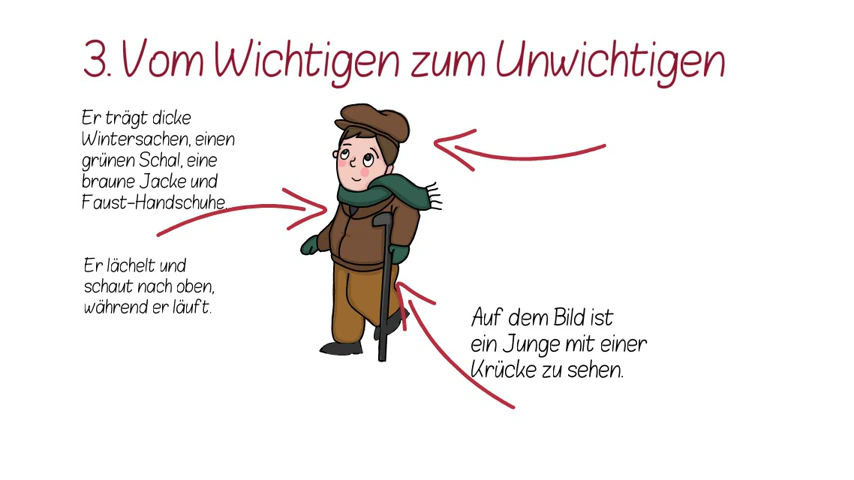 3. Vom Wichtigen zum Unwichtigen
Er trägt dicke
Wintersachen, einen
grünen Schal, eine
braune Jacke und
Faust-Handschuhe.
Er lächelt und
schaut nach oben,
während er läuft.
Auf dem Bild ist
ein Junge mit einer
Krücke zu sehen.